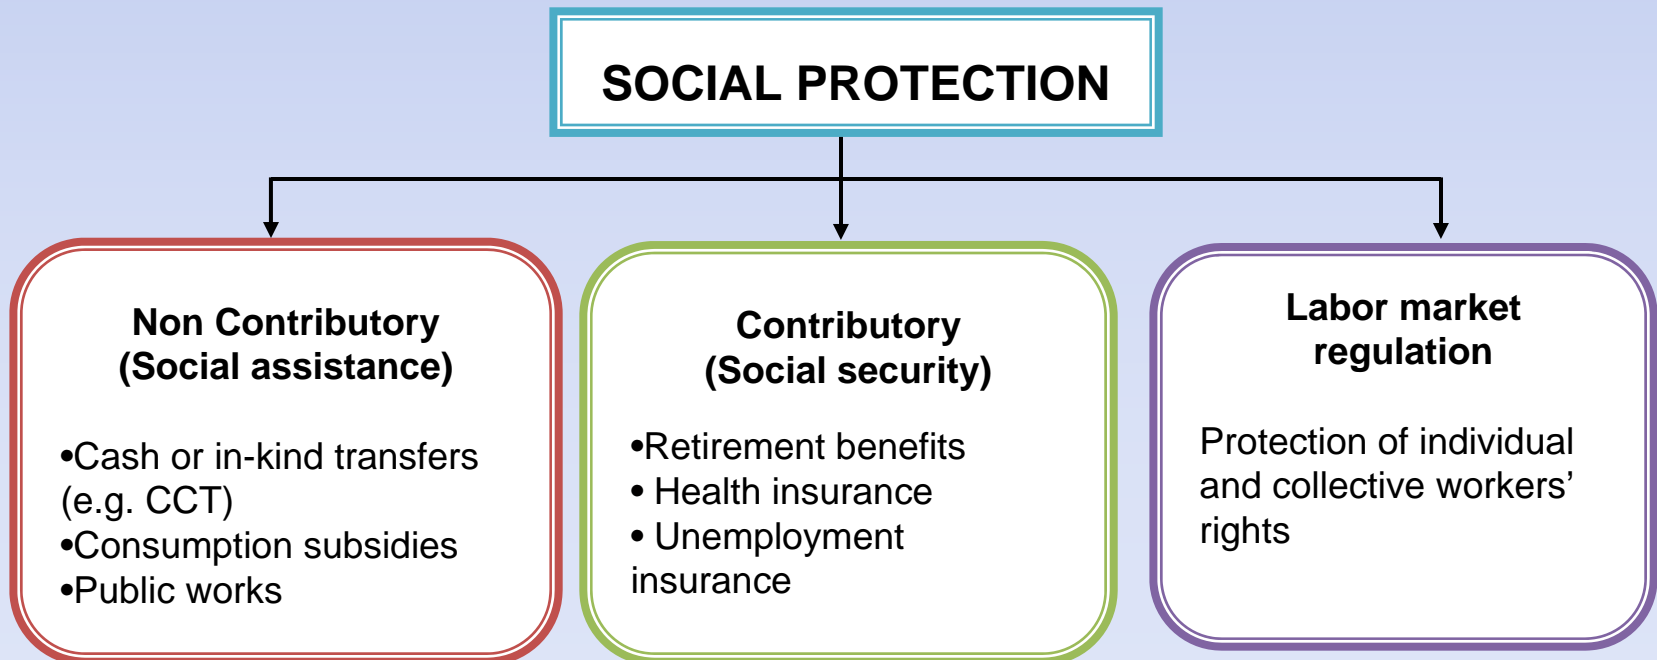 SOCIAL PROTECTION
Non Contributory
(Social assistance)
•Cash or in-kind transfers
(e.g. CCT)
•Consumption subsidies
•Public works
Contributory
(Social security)
•Retirement benefits
• Health insurance
• Unemployment
insurance
Labor market
regulation
Protection of individual
and collective workers’
rights